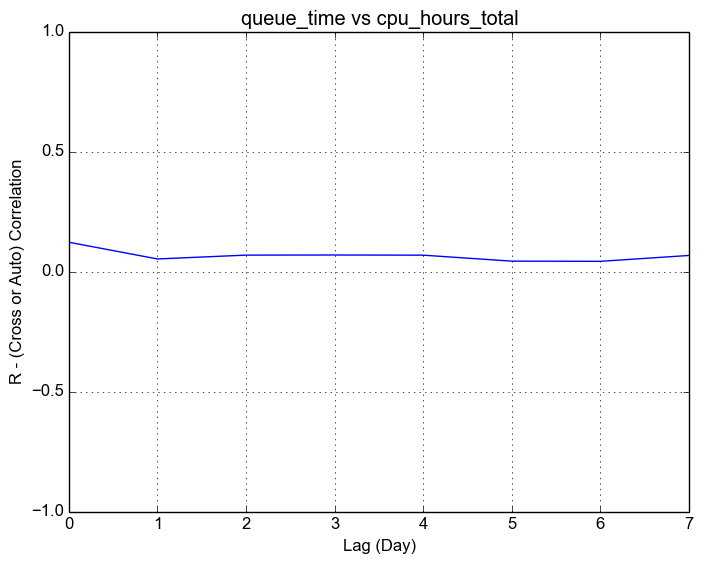 queue_time vs cpu_hours_total
1.0
0.5
0.0
−0.5
−1.0
R - (Cross or Auto) Correlation
0 1 2 3 4 5 6 7
Lag (Day)